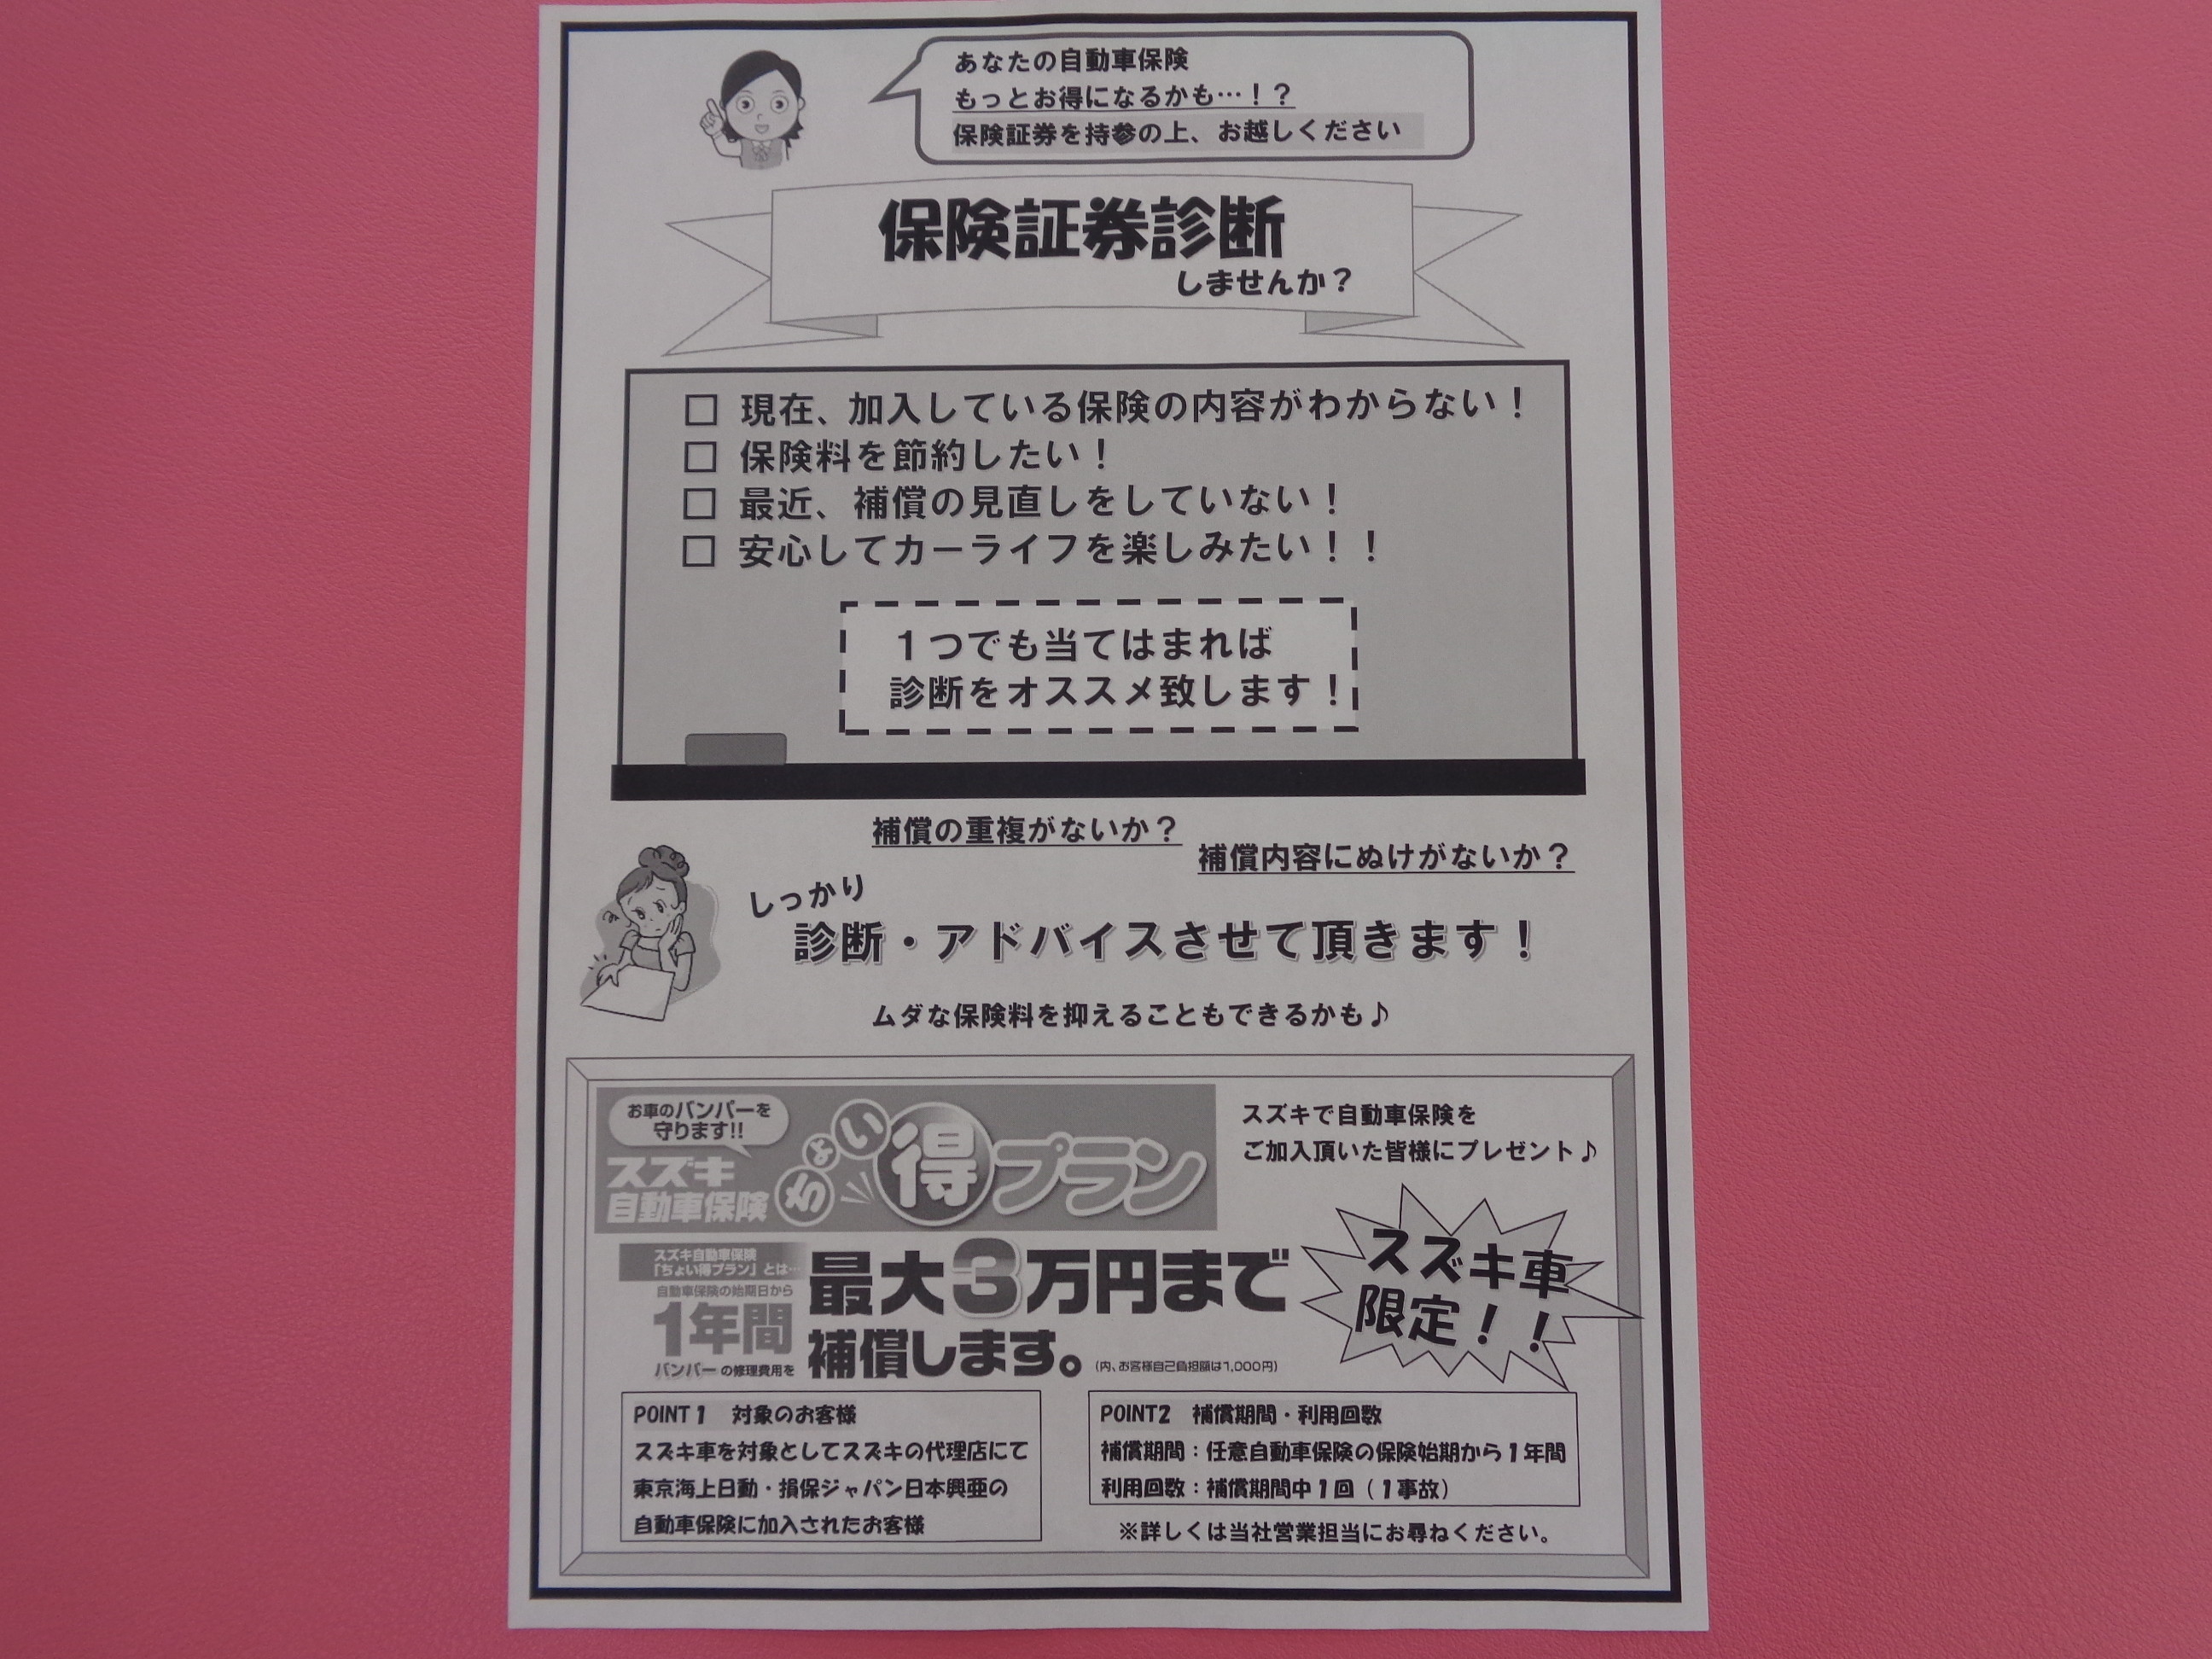 あなたの自動車保険
もっとお得になるかも…！？
保険証券を持参の上、お越しください
保険証券診断
しませんか？
□ 現在、加入している保険の内容がわからない！
□ 保険料を節約したい！
□ 最近、補償の見直しをしていない！
□ 安心してカーライフを楽しみたい！！
１つでも当てはまれば
診断をオススメ致します！
補償の重複がないか？
補償内容にぬけがないか？
しっかり
診断・アドバイスさせて頂きます！
ムダな保険料を抑えることもできるかも♪
お車のバンパーを
守ります!!
スズキ
自動車保険
ちょい得プラン
スズキで自動車保険を
ご加入頂いた皆様にプレゼント♪
スズキ車
限定！！
スズキ自動車保険
「ちょい得プラン」とは…
自動車保険の始期日から
1年間
バンパーの修理費用を
最大3万円まで
補償します。
(内、お客様自己負担額は1,000円)
POINT１　対象のお客様
スズキ車を対象としてスズキの代理店にて
東京海上日動・損保ジャパン日本興亜の
自動車保険に加入されたお客様
POINT2　補償期間・利用回数
補償期間：任意自動車保険の保険始期から１年間
利用回数：補償期間中１回（１事故）
※詳しくは当社営業担当にお尋ねください。